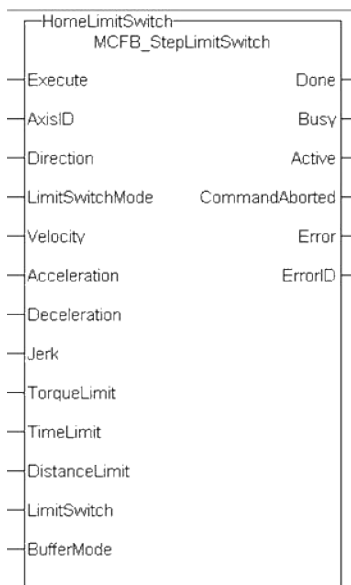 HomeLimitSwitch
MCFB_StepLimitSwitch
Execute Done
AxisID Busy
Direction Active
LimitSwitchMode CommandAborted
Velocity Error
Acceleration ErrorID
Deceleration
Jerk
TorqueLimit
TimeLimit
DistanceLimit
LimitSwitch
BufferMode